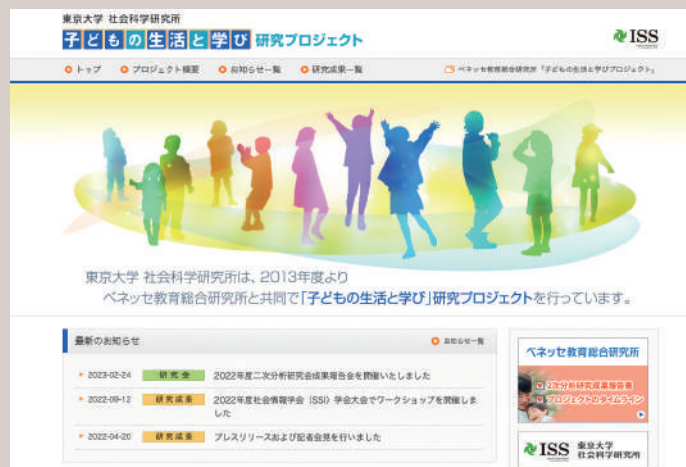 東京大学 社会科学研究所
子どもの生活と学び 研究プロジェクト
ISS
トップ プロジェクト概要 お知らせ一覧 研究成果一覧 ベネッセ教育総合研究所「子どもの生活と学びプロジェクト」
東京大学 社会科学研究所は、2013年度より
ベネッセ教育総合研究所と共同で「子どもの生活と学び」研究プロジェクトを行っています。
最新のお知らせ お知らせ一覧
2023-02-24 研究会 2022年度二次分析研究会成果報告会を開催いたしました
2022-09-12 研究成果 2022年度社会情報学会(SSI)学会大会でワークショップを開催しま
した
2022-04-20 研究成果 プレスリリースおよび記者会見を行いました
ベネッセ教育総合研究所
2次分析研究成果報告書
プロジェクトのタイムライン
ISS 東京大学
社会科学研究所